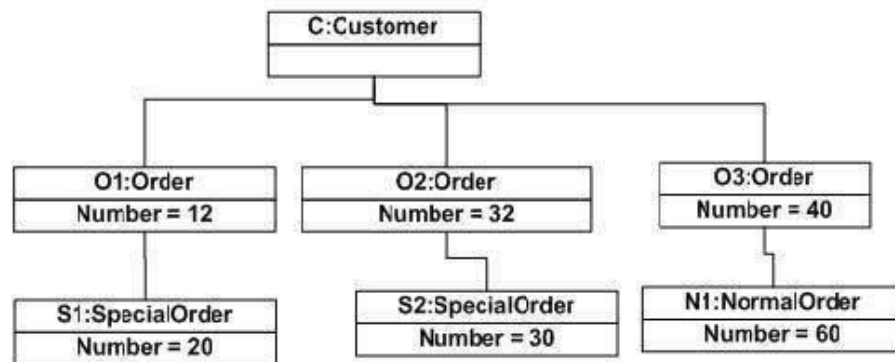 C:Customer
O1:Order
Number = 12
O2:Order
Number = 32
O3:Order
Number = 40
S1:SpecialOrder
Number = 20
S2:SpecialOrder
Number = 30
N1:NormalOrder
Number = 60